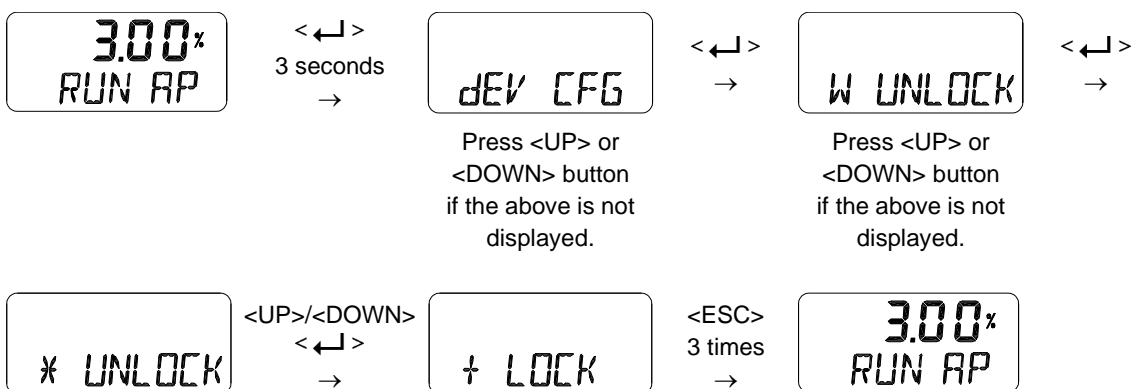 3.00%
RUN AP
<↵>
3 seconds
→
dEV CFG
Press <UP> or
<DOWN> button
if the above is not
displayed.
<↵>
→
W UNLOCK
Press <UP> or
<DOWN> button
if the above is not
displayed.
<↵>
→
* UNLOCK
<UP>/<DOWN>
<↵>
→
+ LOCK
<ESC>
3 times
→
3.00%
RUN AP